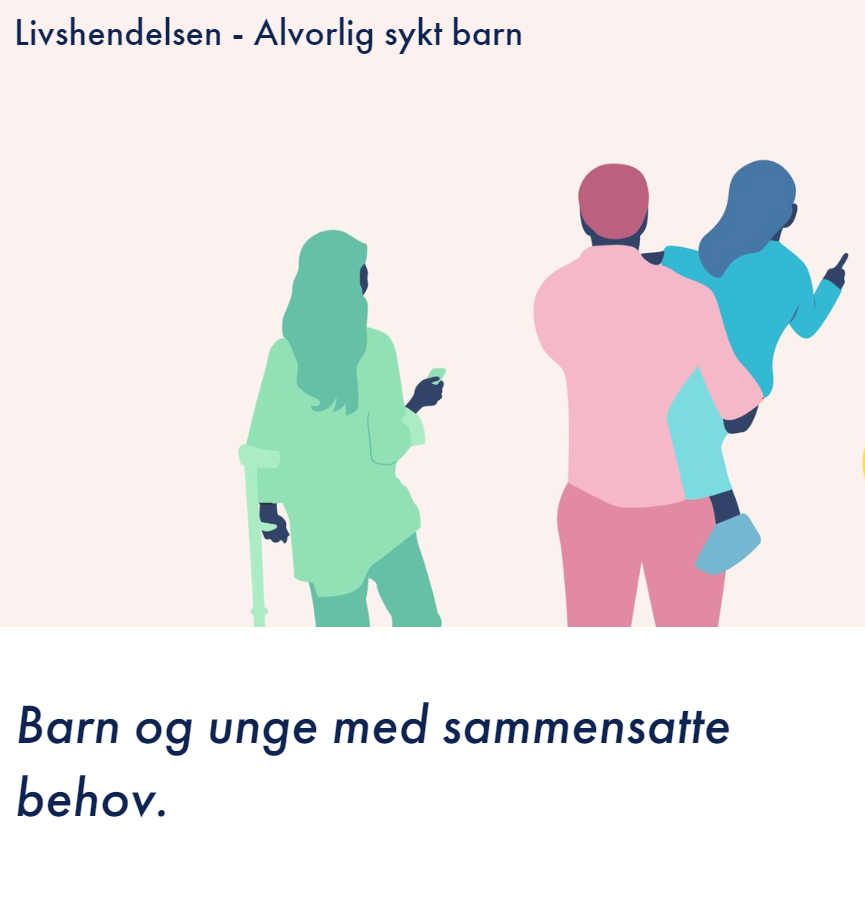 Livshendelsen - Alvorlig sykt barn
Barn og unge med sammensatte
behov.